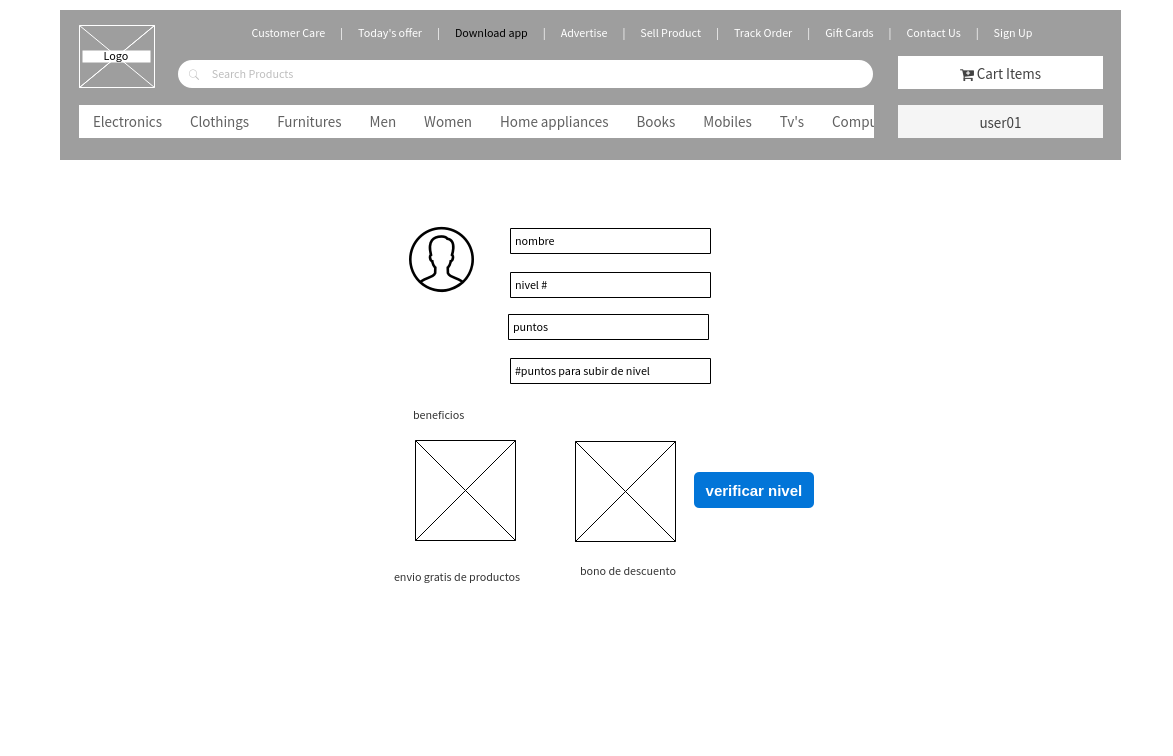 Customer Care | Today's offer | Download app | Advertise | Sell Product | Track Order | Gift Cards | Contact Us | Sign Up
Logo
Search Products
Cart Items
Electronics Clothings Furnitures Men Women Home appliances Books Mobiles Tv's Compu
user01
nombre
nivel #
puntos
#puntos para subir de nivel
beneficios
verificar nivel
envio gratis de productos
bono de descuento